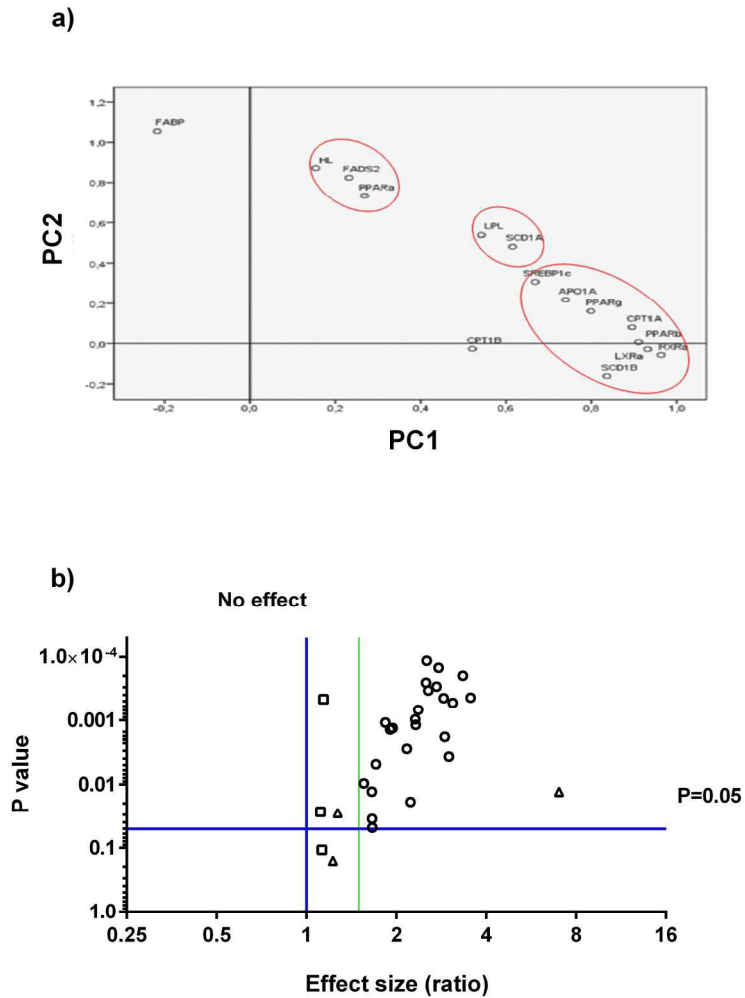 a)
1,2
FABP
1,0
HL
FADS2
0,8
PPARa
PC2
0,6
LPL
SCD1A
0,4
SREBP1c
APO1A
0,2
PPARg
CPT1A
CPT1B
PPARb
0,0
LXRa
RXRa
SCD1B
-0,2
-0,2 0,0 0,2 0,4 0,6 0,8 1,0
PC1
b)
No effect
1.0×10⁻⁴
0.001
P value
0.01
P=0.05
0.1
1.0
0.25 0.5 1 2 4 8 16
Effect size (ratio)